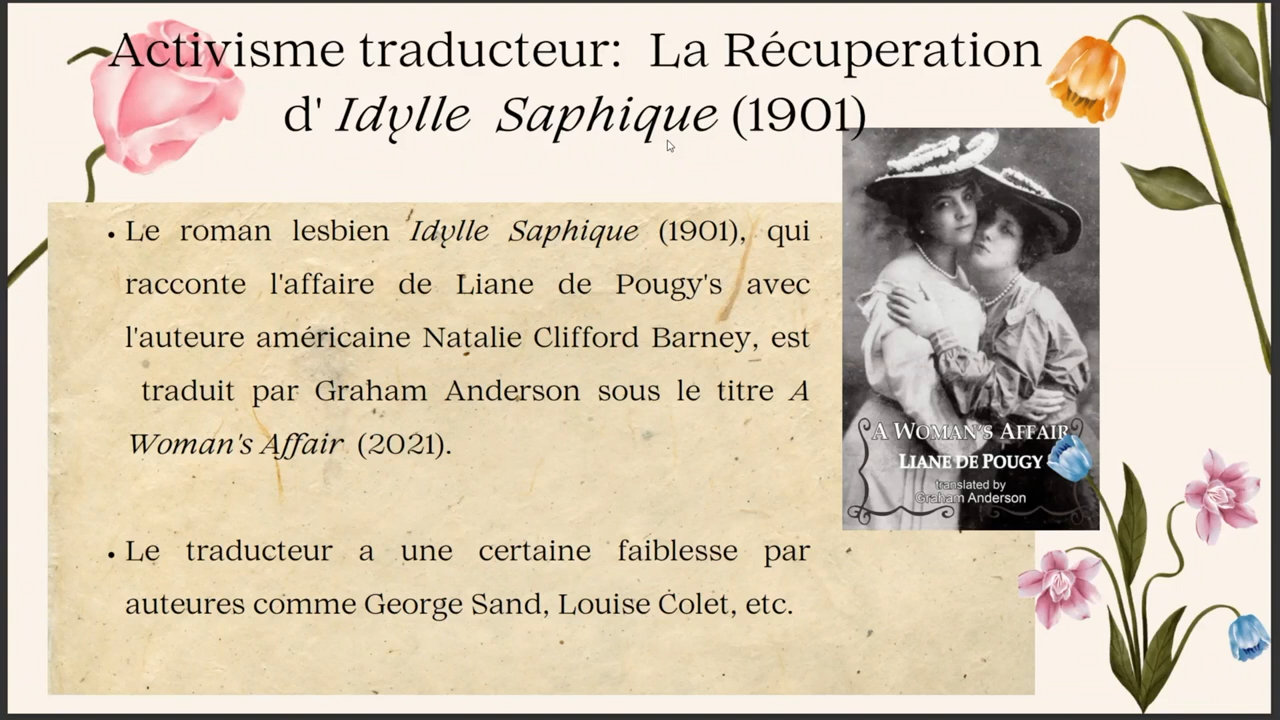 Activisme traducteur: La Récuperation
d' Idylle Saphique (1901)
• Le roman lesbien Idylle Saphique (1901), qui
raconte l'affaire de Liane de Pougy's avec
l'auteure américaine Natalie Clifford Barney, est
traduit par Graham Anderson sous le titre A
Woman's Affair (2021).
• Le traducteur a une certaine faiblesse par
auteures comme George Sand, Louise Colet, etc.
A WOMAN'S AFFAIR
LIANE DE POUGY
translated by
Graham Anderson